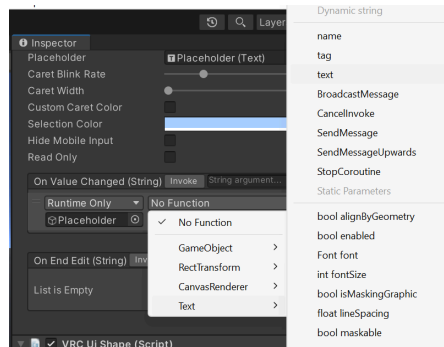 Layer
Inspector
Placeholder
Placeholder (Text)
Caret Blink Rate
Caret Width
Custom Caret Color
Selection Color
Hide Mobile Input
Read Only
On Value Changed (String)
Invoke
String argument...
Runtime Only
No Function
Placeholder
On End Edit (String)
Inv
List is Empty
VRC Ui Shape (Script)
No Function
GameObject
RectTransform
CanvasRenderer
Text
Dynamic string
name
tag
text
BroadcastMessage
CancelInvoke
SendMessage
SendMessageUpwards
StopCoroutine
Static Parameters
bool alignByGeometry
bool enabled
Font font
int fontSize
bool isMaskingGraphic
float lineSpacing
bool maskable